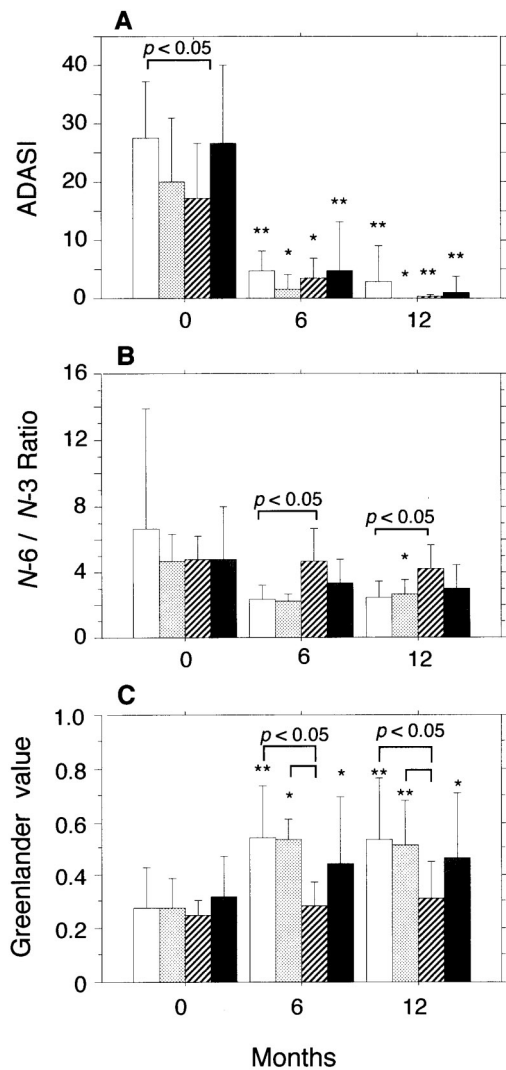 A
45
p < 0.05
30
ADASI
20
** **
* * **
10
* ** **
0
0 6 12
B
16
N-6 / N-3 Ratio
12
8
p < 0.05 p < 0.05
*
4
0
0 6 12
C
1.0
p < 0.05 p < 0.05
0.8
** * ** *
* **
0.6
Greenlander value
0.4
0.2
0
0 6 12
Months